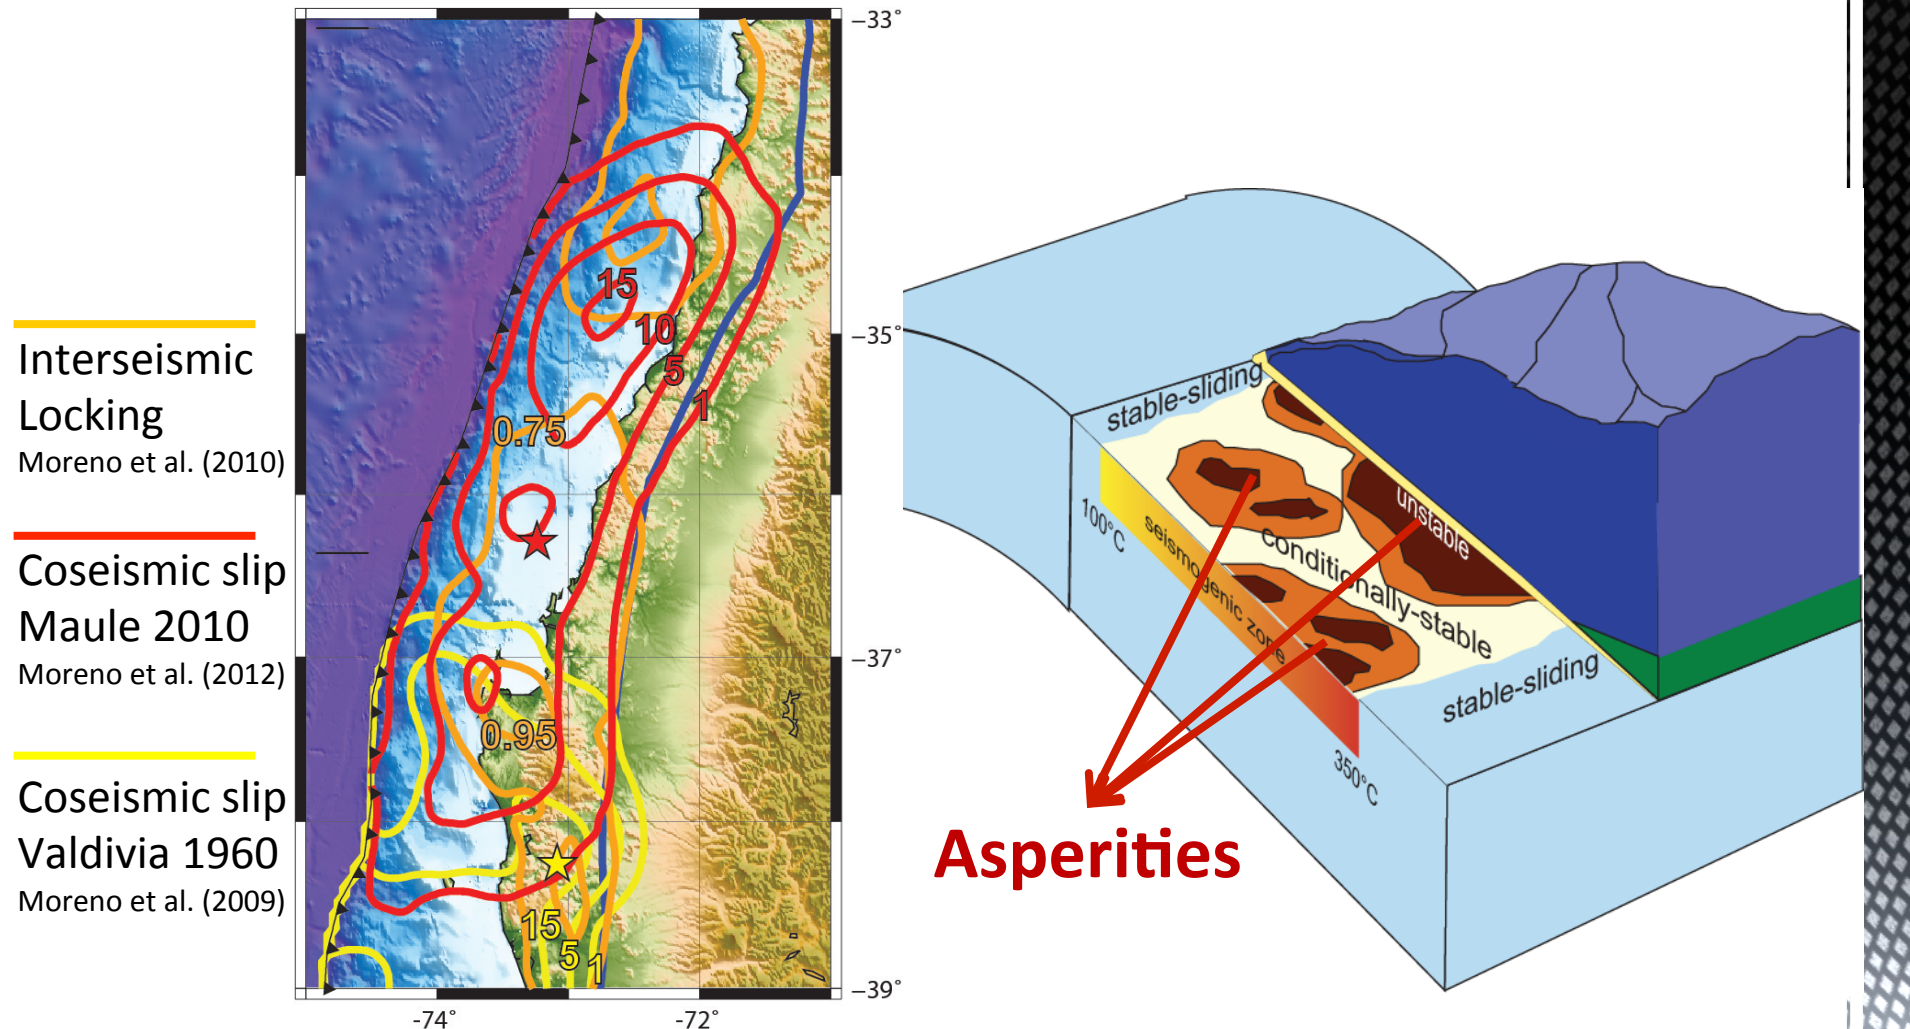 Interseismic
Locking
Moreno et al. (2010)
Coseismic slip
Maule 2010
Moreno et al. (2012)
Coseismic slip
Valdivia 1960
Moreno et al. (2009)
−33°
−35°
−37°
−39°
-74°
-72°
15
10
5
1
0.75
0.95
15
5
1
stable-sliding
unstable
conditionally-stable
stable-sliding
100°C
seismogenic zone
350°C
Asperities